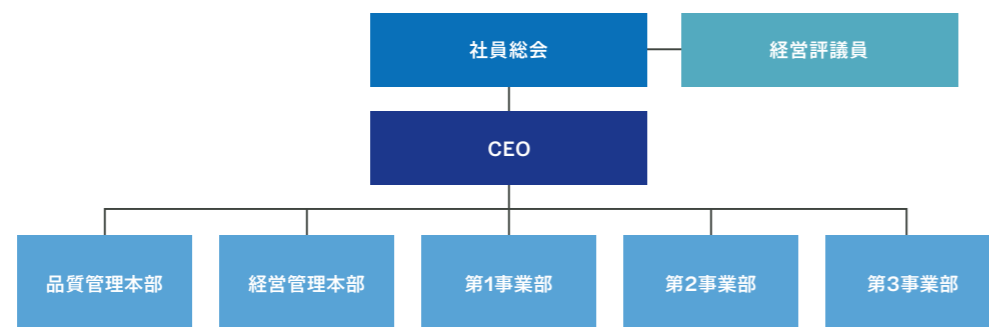 社員総会
経営評議員
CEO
品質管理本部
経営管理本部
第1事業部
第2事業部
第3事業部